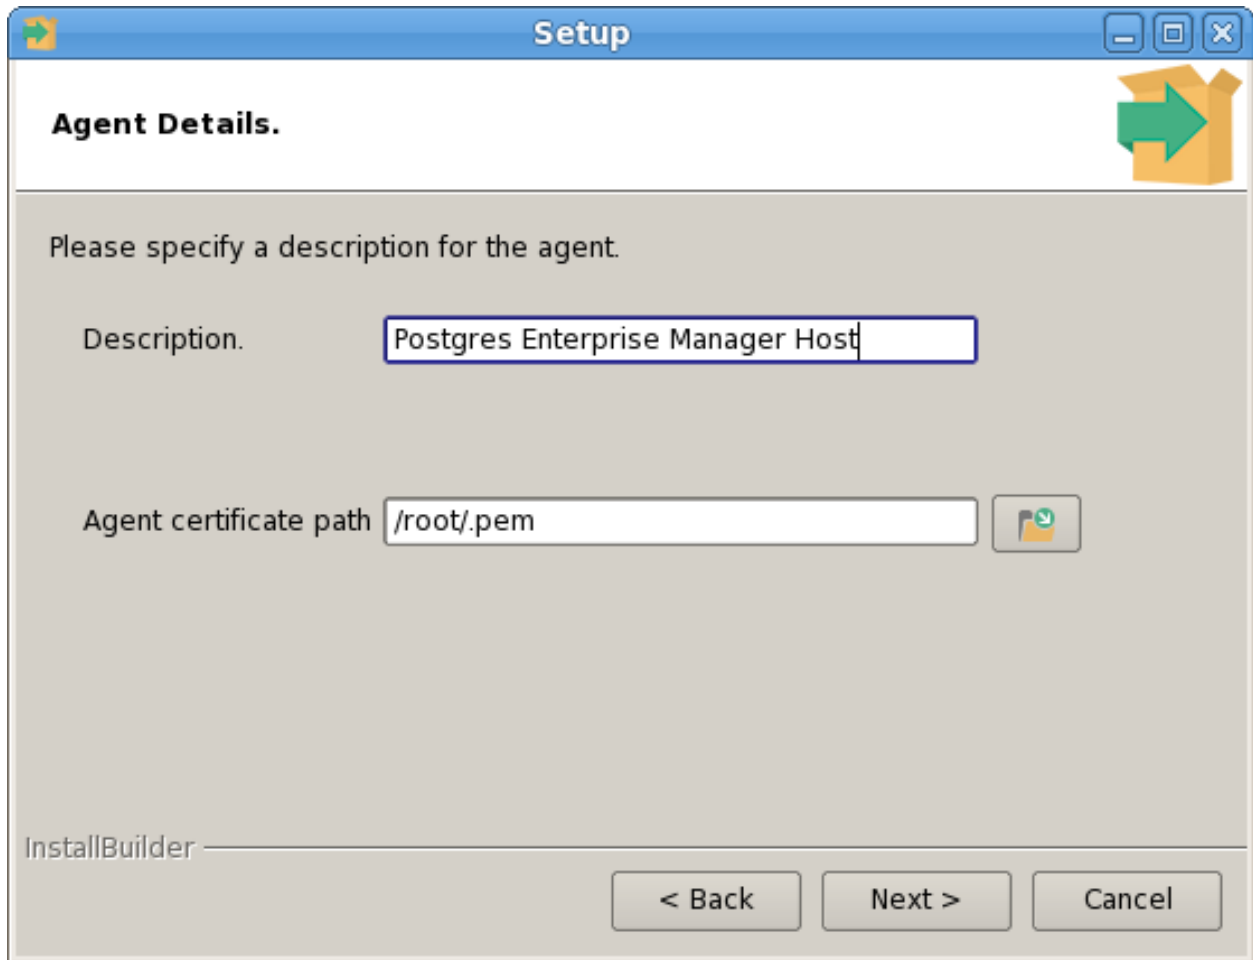 Setup
Agent Details.
Please specify a description for the agent.
Description. Postgres Enterprise Manager Host
Agent certificate path /root/.pem
InstallBuilder
< Back Next > Cancel